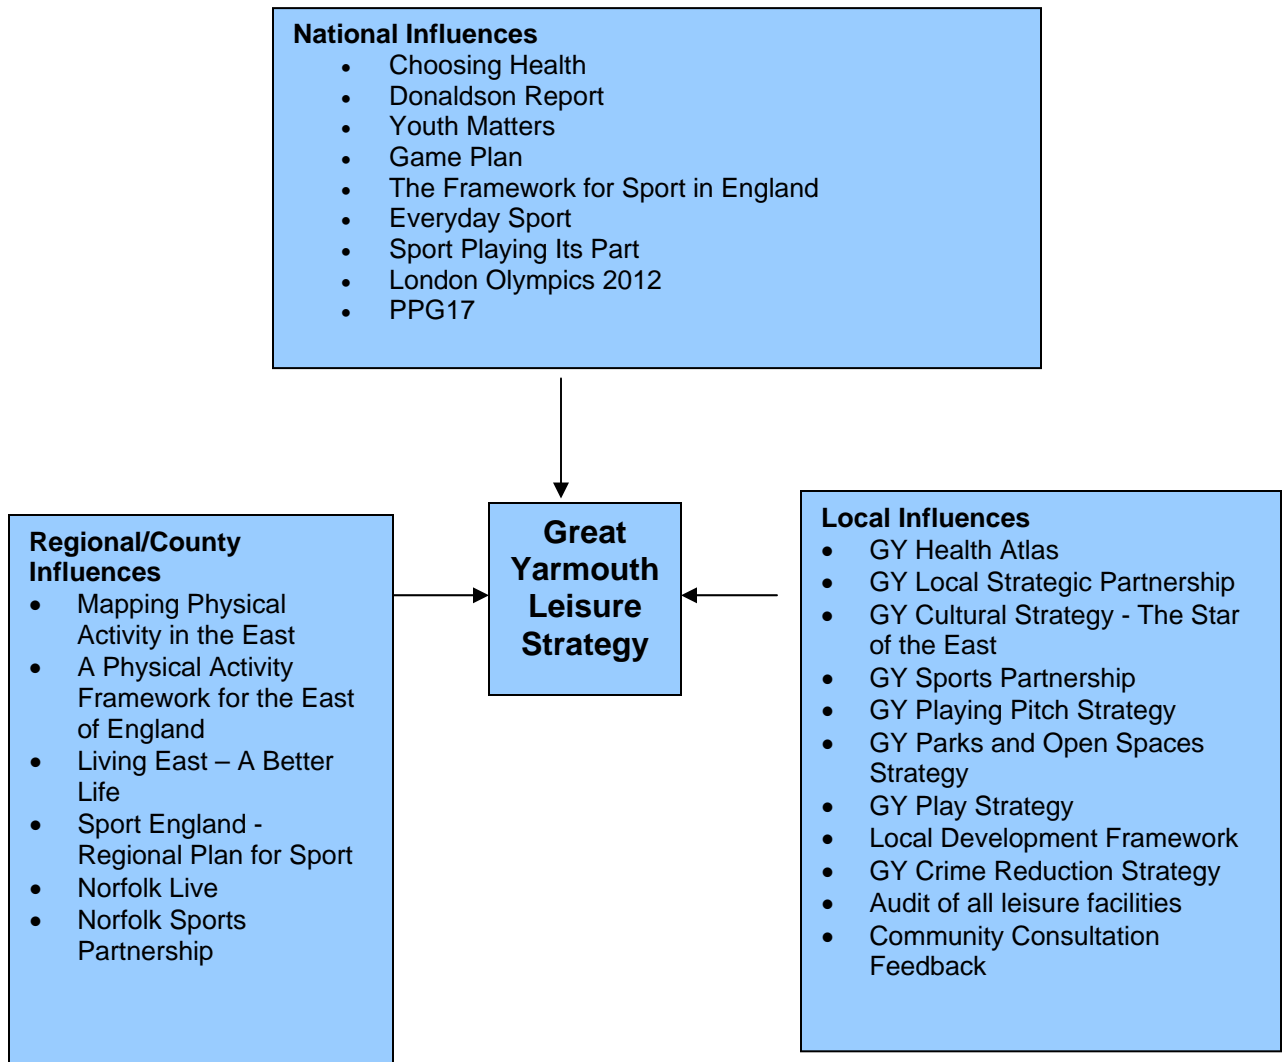 National Influences
• Choosing Health
• Donaldson Report
• Youth Matters
• Game Plan
• The Framework for Sport in England
• Everyday Sport
• Sport Playing Its Part
• London Olympics 2012
• PPG17
Regional/County
Influences
• Mapping Physical
Activity in the East
• A Physical Activity
Framework for the East
of England
• Living East – A Better
Life
• Sport England -
Regional Plan for Sport
• Norfolk Live
• Norfolk Sports
Partnership
Great
Yarmouth
Leisure
Strategy
Local Influences
• GY Health Atlas
• GY Local Strategic Partnership
• GY Cultural Strategy - The Star
of the East
• GY Sports Partnership
• GY Playing Pitch Strategy
• GY Parks and Open Spaces
Strategy
• GY Play Strategy
• Local Development Framework
• GY Crime Reduction Strategy
• Audit of all leisure facilities
• Community Consultation
Feedback